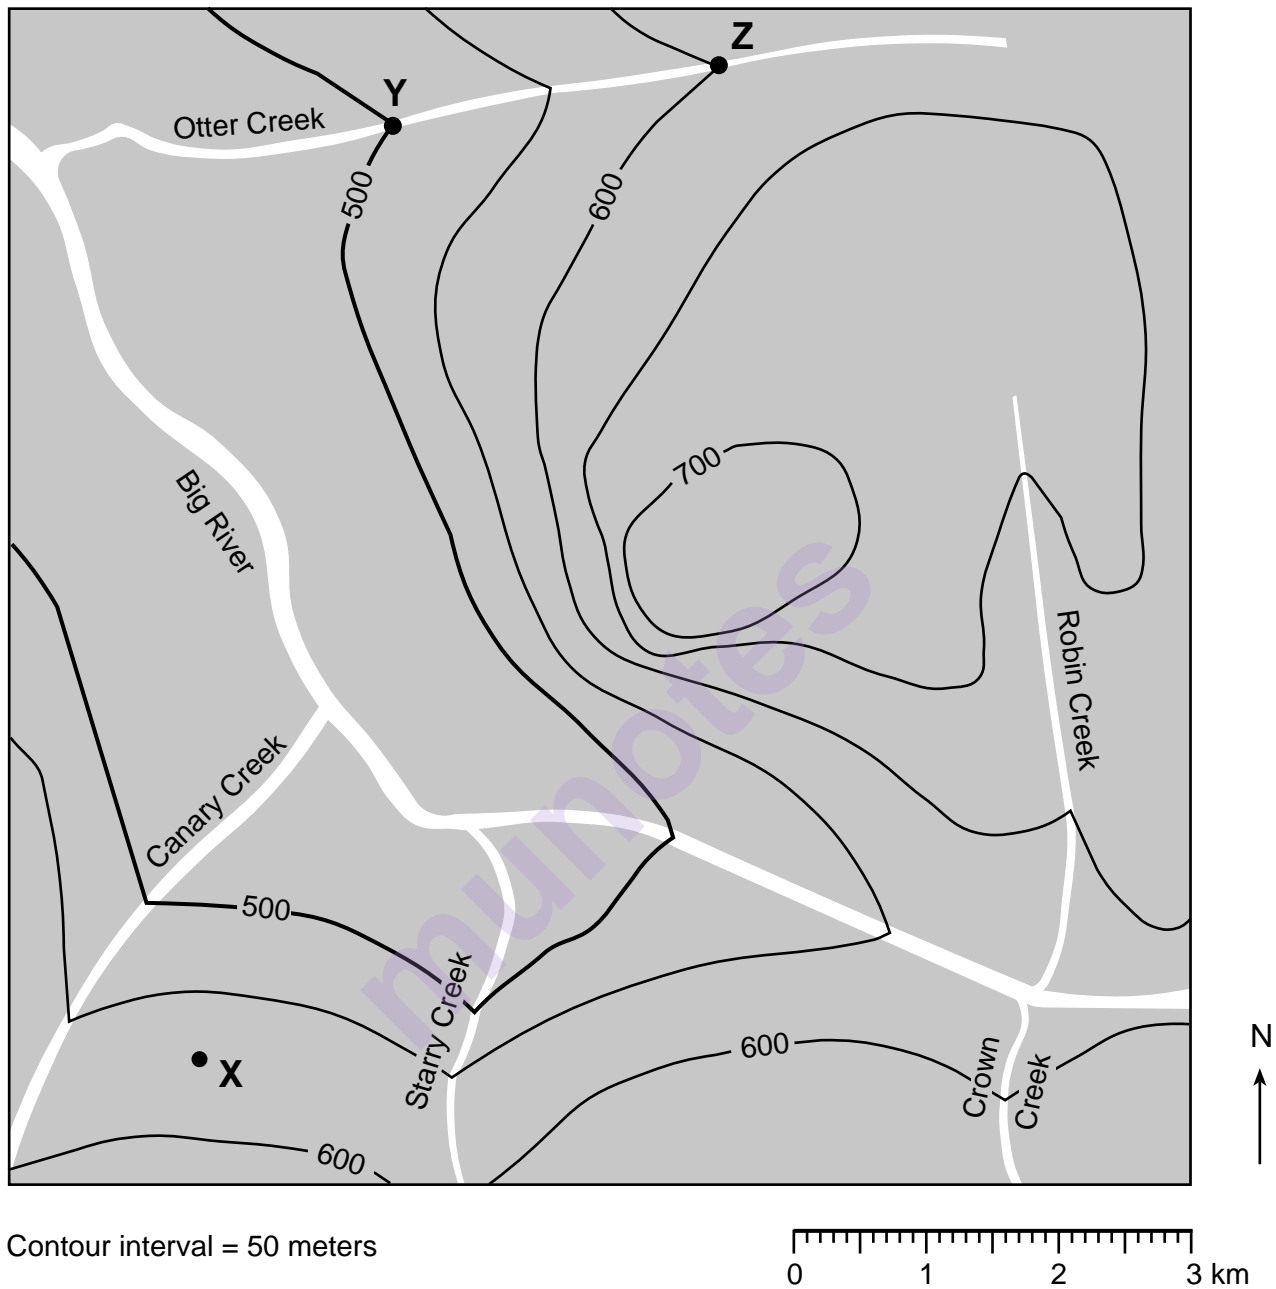 Z
Y
Otter Creek
500
600
700
Big River
Robin Creek
Canary Creek
500
Starry Creek
600
Crown
Creek
X
600
N
munotes
Contour interval = 50 meters
0 1 2 3 km